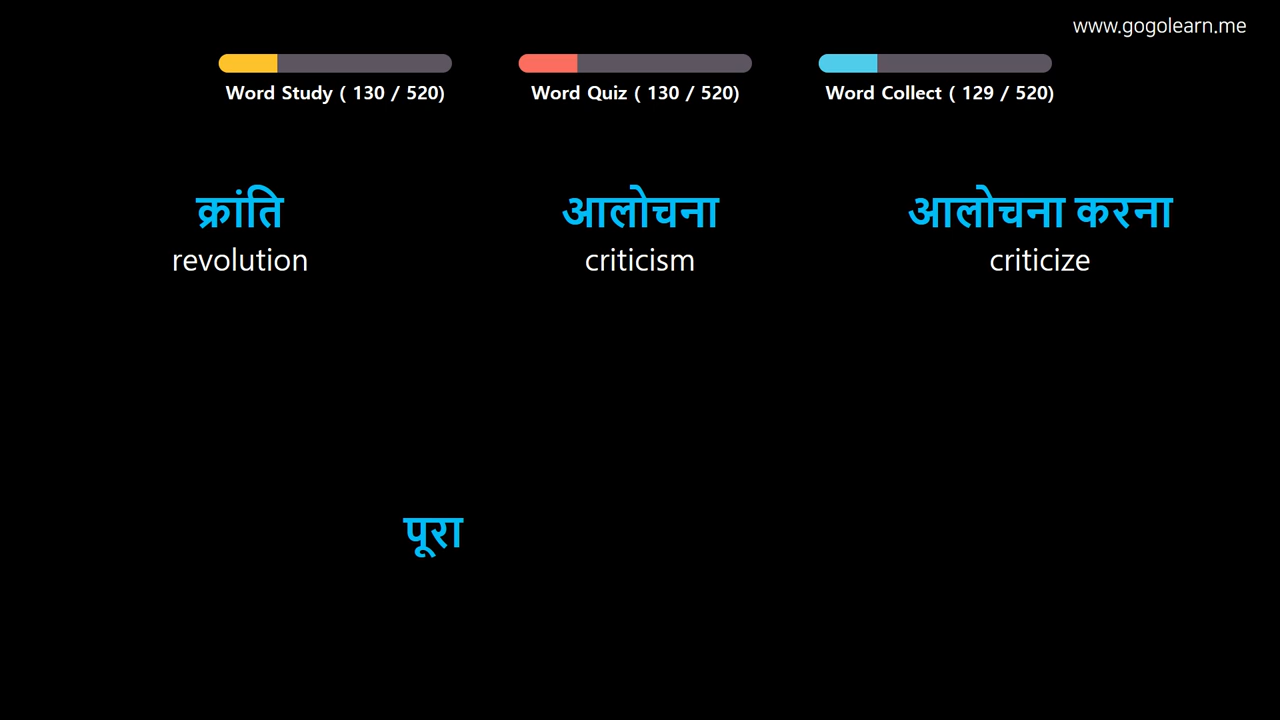 www.gogolearn.me
Word Study ( 130 / 520)
Word Quiz ( 130 / 520)
Word Collect ( 129 / 520)
क्रांति
आलोचना
आलोचना करना
revolution
criticism
criticize
पूरा